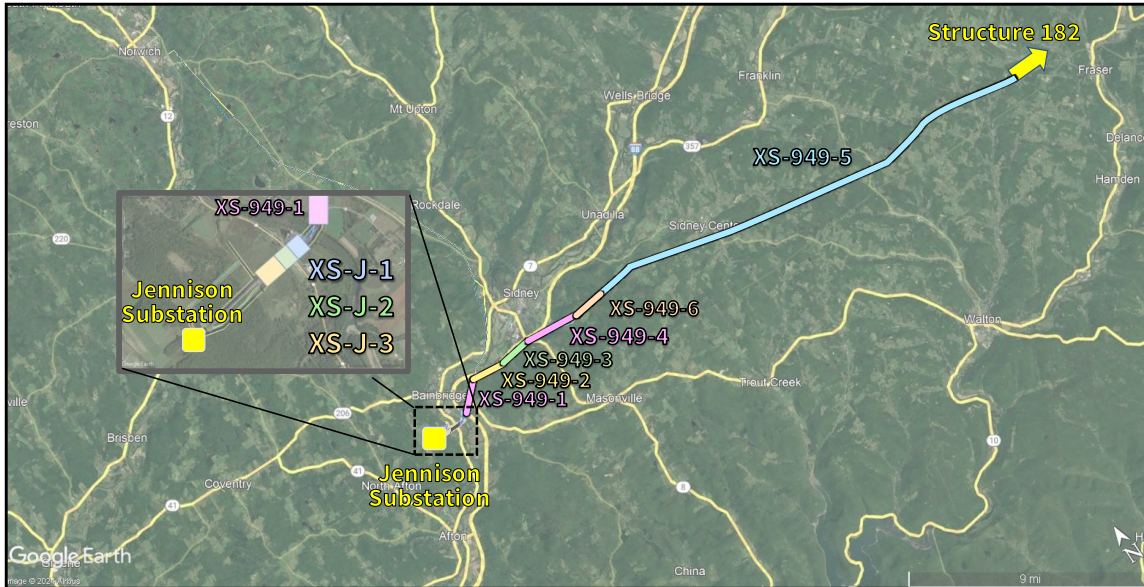 Norwich
Structure 182
Franklin
Fraser
Mt Upton
Wells Bridge
12
reston
88
357
Delanc
XS-949-5
Hamden
XS-949-1
Rockdale
Unadilla
Sidney Cent
220
7
XS-J-1
Jennison
Substation
XS-J-2
XS-J-3
Sidney
XS-949-6
Walton
XS-949-4
XS-949-3
XS-949-2
Trout Creek
Bainbridge
XS-949-1
Masonville
ville
206
Brisben
10
Jennison
Substation
41
North Afton
Coventry
8
41
Afton
Google Earth
Greene
China
N
9 mi